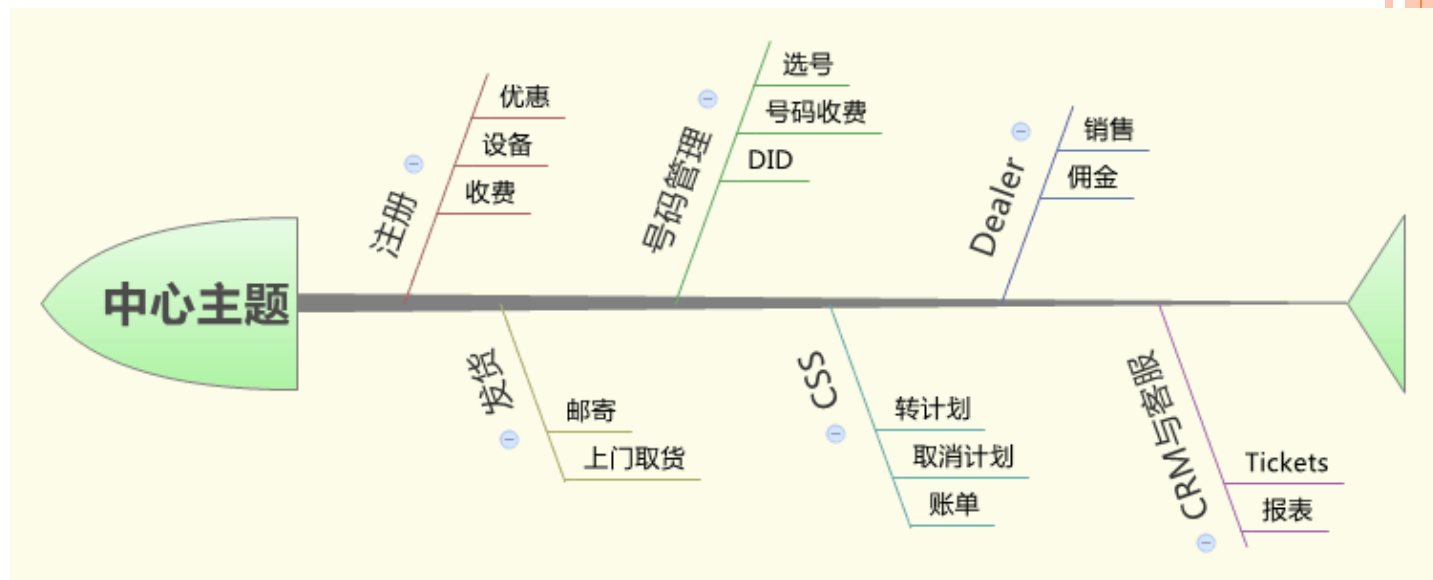 优惠
设备
收费
注册
选号
号码收费
DID
号码管理
销售
佣金
Dealer
中心主题
发货
邮寄
上门取货
CSS
转计划
取消计划
账单
CRM与客服
Tickets
报表